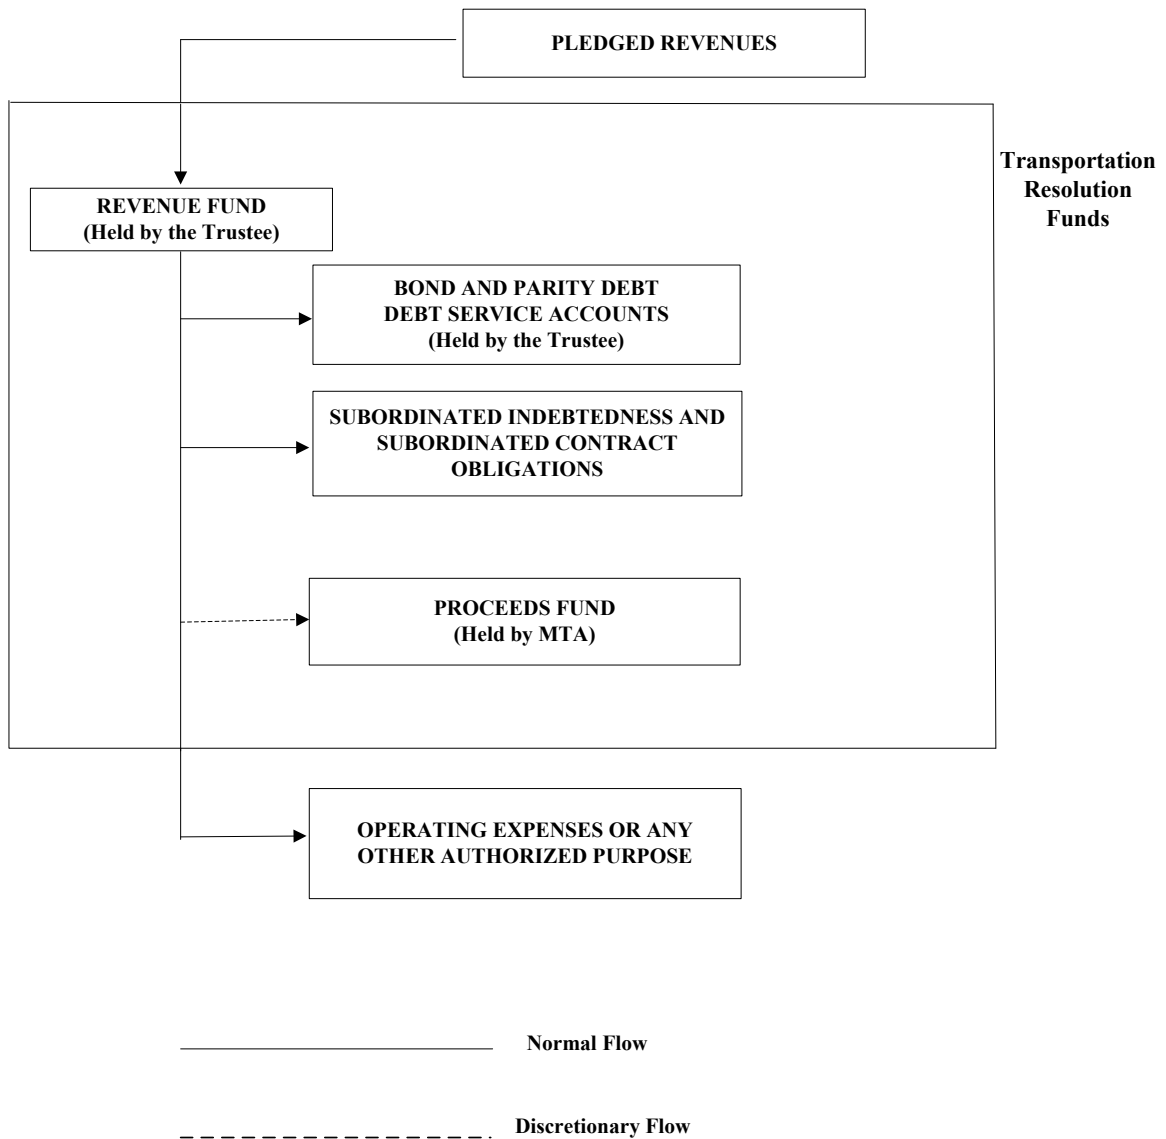 PLEDGED REVENUES
Transportation
Resolution
Funds
REVENUE FUND
(Held by the Trustee)
BOND AND PARITY DEBT
DEBT SERVICE ACCOUNTS
(Held by the Trustee)
SUBORDINATED INDEBTEDNESS AND
SUBORDINATED CONTRACT
OBLIGATIONS
PROCEEDS FUND
(Held by MTA)
OPERATING EXPENSES OR ANY
OTHER AUTHORIZED PURPOSE
Normal Flow
Discretionary Flow